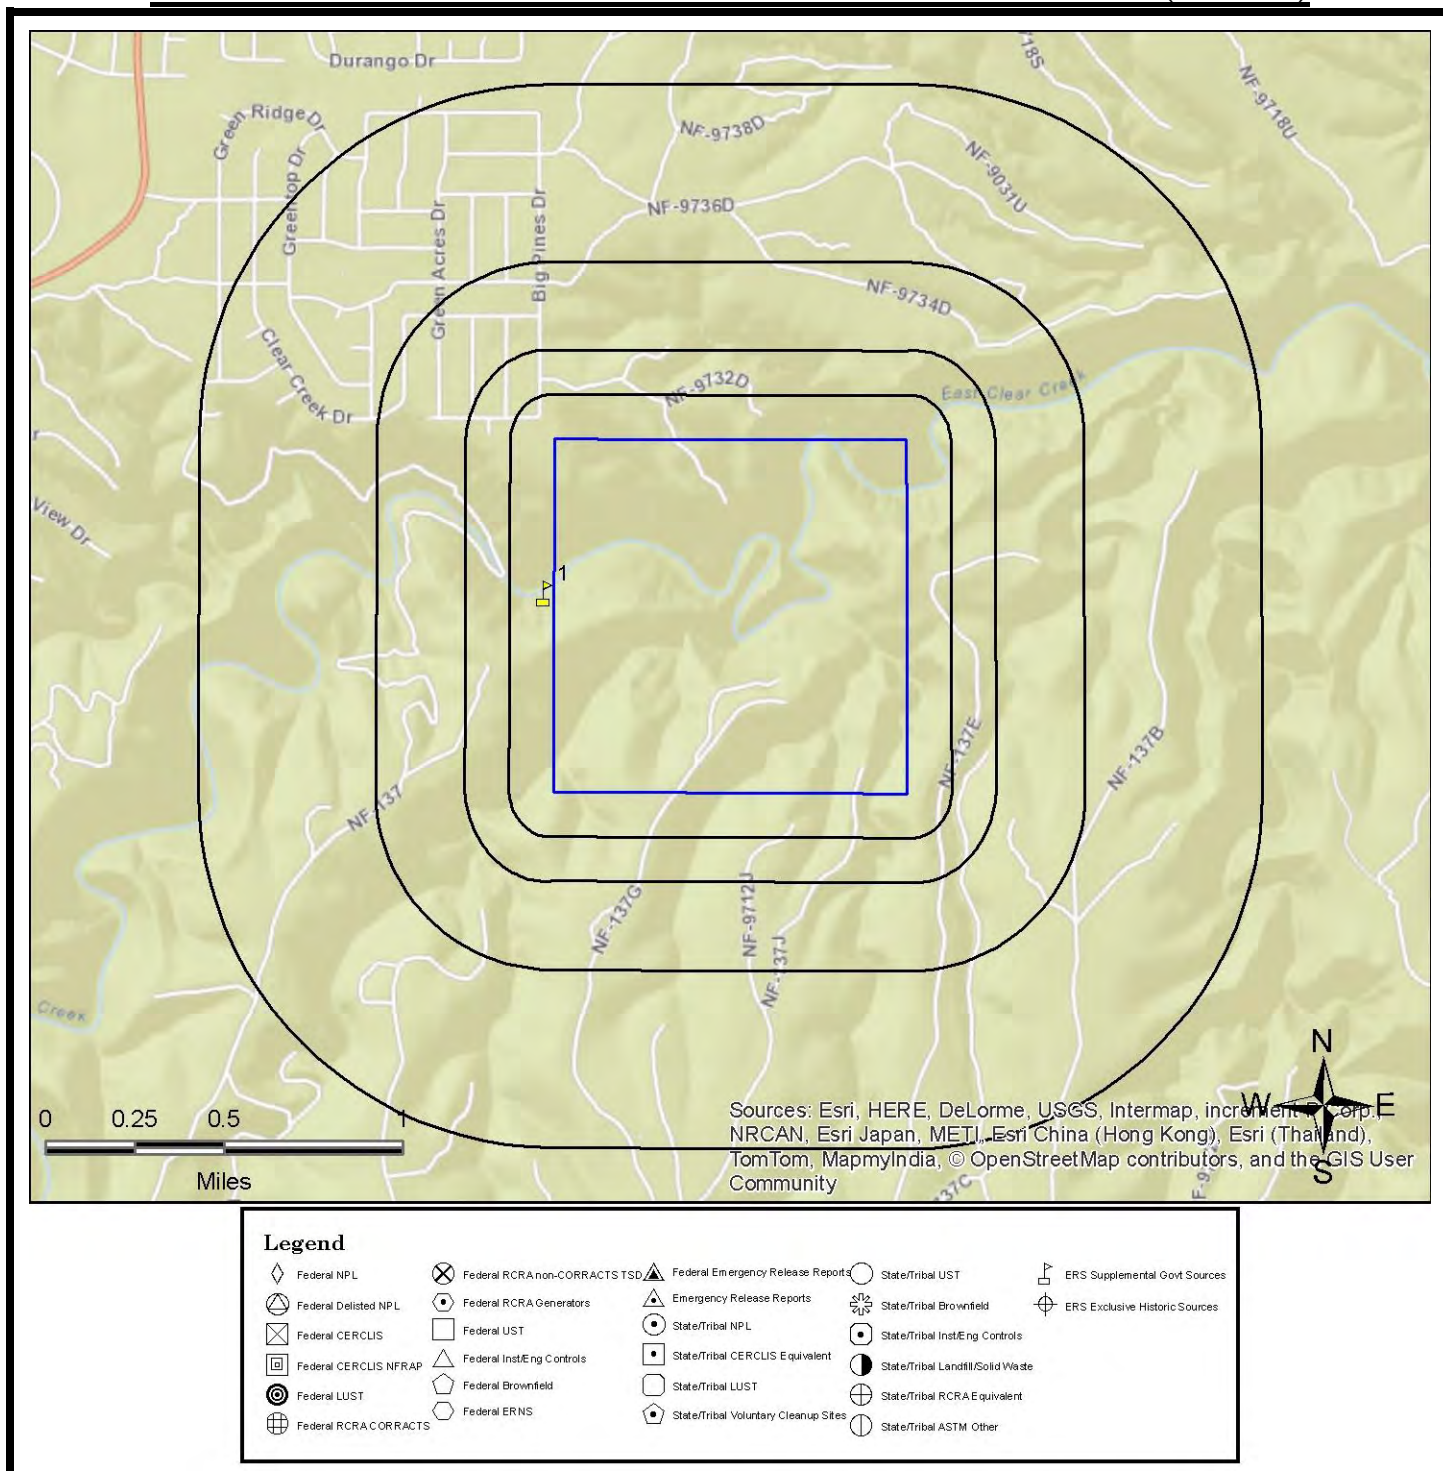 Durango Dr
Green Ridge Dr
Greentop Dr
Green Acres Dr
Big Pines Dr
Clear Creek Dr
View Dr
NF-9738D
NF-9736D
NF-9031U
NF-9718U
718S
NF-9734D
NF-9732D
East Clear Creek
1
NF-137
NF-137E
NF-137B
NF-137G
NF-9712J
NF-137J
Creek
137C
0 0.25 0.5 1
Miles
N
W E
S
Sources: Esri, HERE, DeLorme, USGS, Intermap, increment P Corp.,
NRCAN, Esri Japan, METI, Esri China (Hong Kong), Esri (Thailand),
TomTom, MapmyIndia, © OpenStreetMap contributors, and the GIS User
Community
Legend
Federal NPL
Federal Delisted NPL
Federal CERCLIS
Federal CERCLIS NFRAP
Federal LUST
Federal RCRA CORRACTS
Federal RCRA non-CORRACTS TSD
Federal RCRA Generators
Federal UST
Federal Inst/Eng Controls
Federal Brownfield
Federal ERNS
Federal Emergency Release Reports
Emergency Release Reports
State/Tribal NPL
State/Tribal CERCLIS Equivalent
State/Tribal LUST
State/Tribal Voluntary Cleanup Sites
State/Tribal UST
State/Tribal Brownfield
State/Tribal Inst/Eng Controls
State/Tribal Landfill/Solid Waste
State/Tribal RCRA Equivalent
State/Tribal ASTM Other
ERS Supplemental Govt Sources
ERS Exclusive Historic Sources